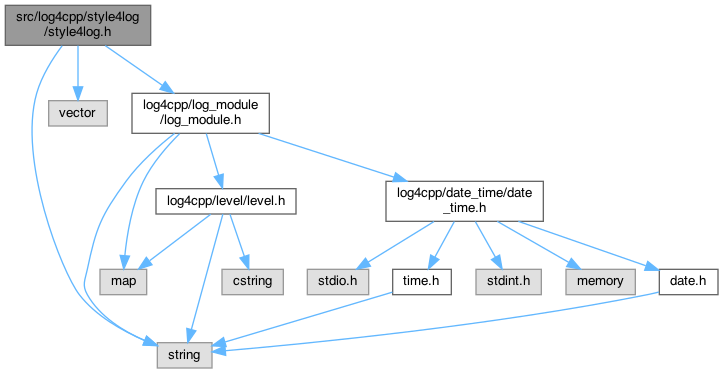 src/log4cpp/style4log
/style4log.h
vector
log4cpp/log_module
/log_module.h
log4cpp/level/level.h
log4cpp/date_time/date
_time.h
map
cstring
stdio.h
time.h
stdint.h
memory
date.h
string